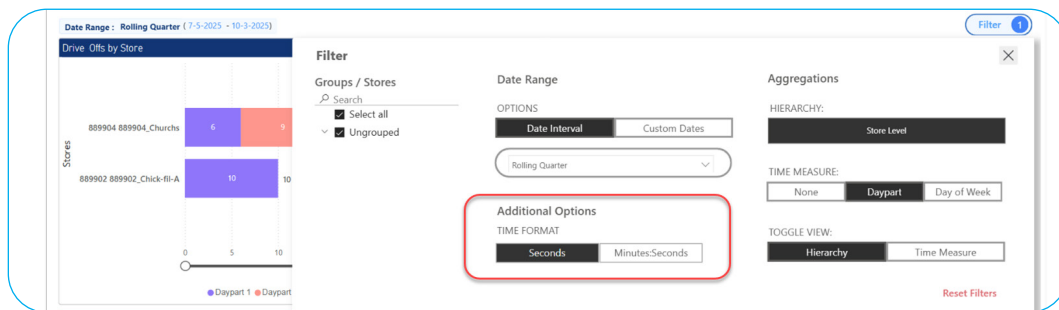 Date Range : Rolling Quarter ( 7-5-2025 - 10-3-2025)
Filter 1
Drive Offs by Store
Stores
889904 889904_Churchs
6
9
889902 889902_Chick-fil-A
10
10
0 5 10
Daypart 1 Daypart
Filter
Groups / Stores
Search
Select all
Ungrouped
Date Range
OPTIONS
Date Interval Custom Dates
Rolling Quarter
Additional Options
TIME FORMAT
Seconds Minutes:Seconds
Aggregations
HIERARCHY:
Store Level
TIME MEASURE:
None Daypart Day of Week
TOGGLE VIEW:
Hierarchy Time Measure
Reset Filters